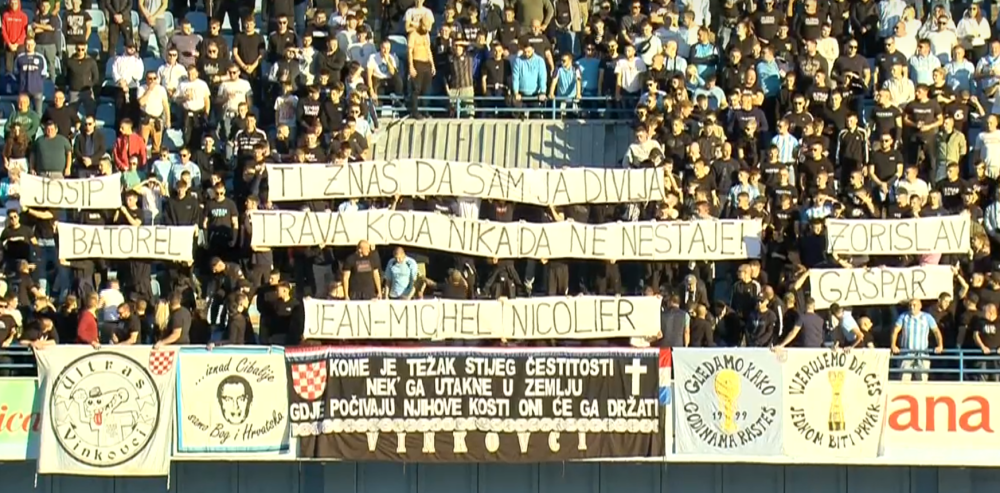 JOSIP
BATOREL
TI ZNAŠ DA SAM JA DIVLJA
TRAVA KOJA NIKADA NE NESTAJE!
JEAN-MICHEL NICOLIER
ZORISLAV
GAŠPAR
Ultras
Vinkovci
...iznad Cibalije
samo Bog i Hrvatska
KOME JE TEŽAK STIJEG ČESTITOSTI
NEK' GA UTAKNE U ZEMLJU
GDJE POČIVAJU NJIHOVE KOSTI ONI ĆE GA DRŽATI
VINKOVCI
GLEDAMO KAKO
GODINAMA RASTEŠ
1999
VJERUJEMO DA ĆEŠ
JEDNOM BITI PRVAK
ana